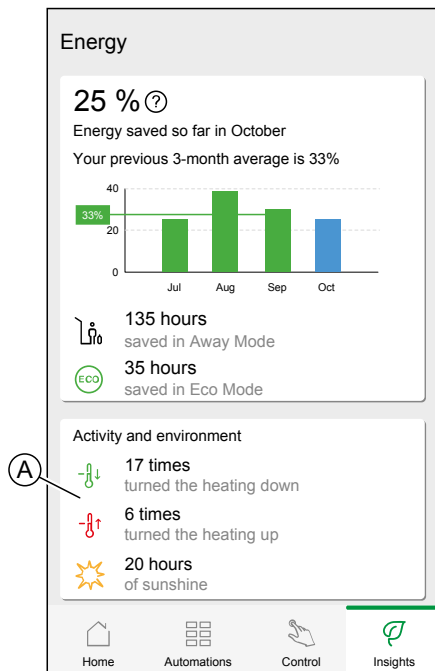 Energy
25 % ?
Energy saved so far in October
Your previous 3-month average is 33%
40
33%
20
0
Jul Aug Sep Oct
135 hours
saved in Away Mode
ECO
35 hours
saved in Eco Mode
Activity and environment
A
17 times
turned the heating down
6 times
turned the heating up
20 hours
of sunshine
Home Automations Control Insights